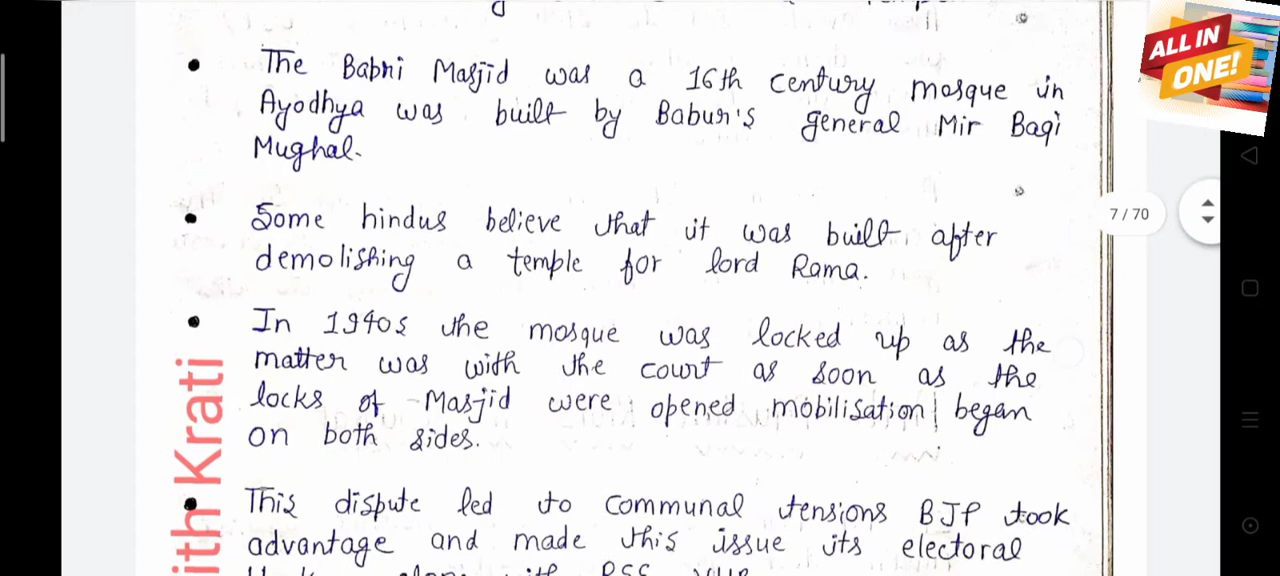 ALL IN
ONE!
• The Babri Masjid was a 16th century mosque in
Ayodhya was built by Babur's general Mir Baqi
Mughal.
7 / 70
• Some hindus believe that it was built after
demolishing a temple for lord Rama.
• In 1940s the mosque was locked up as the
matter was with the court as soon as the
locks of Masjid were opened mobilisation began
on both sides.
• This dispute led to communal tensions BJP took
advantage and made this issue its electoral
ith Krati